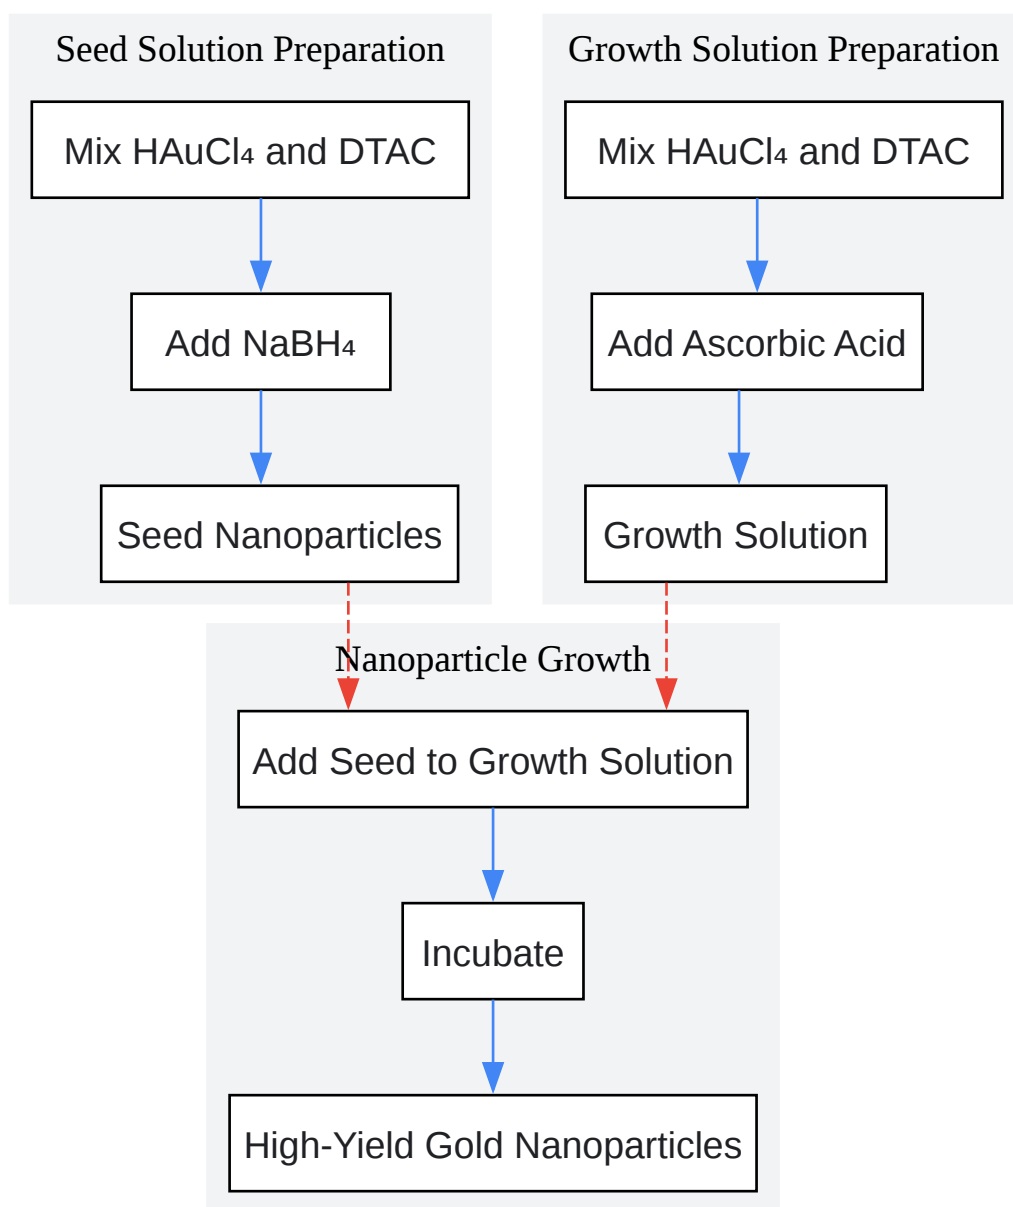 Seed Solution Preparation
Mix HAuCl₄ and DTAC
Add NaBH₄
Seed Nanoparticles
Growth Solution Preparation
Mix HAuCl₄ and DTAC
Add Ascorbic Acid
Growth Solution
Nanoparticle Growth
Add Seed to Growth Solution
Incubate
High-Yield Gold Nanoparticles